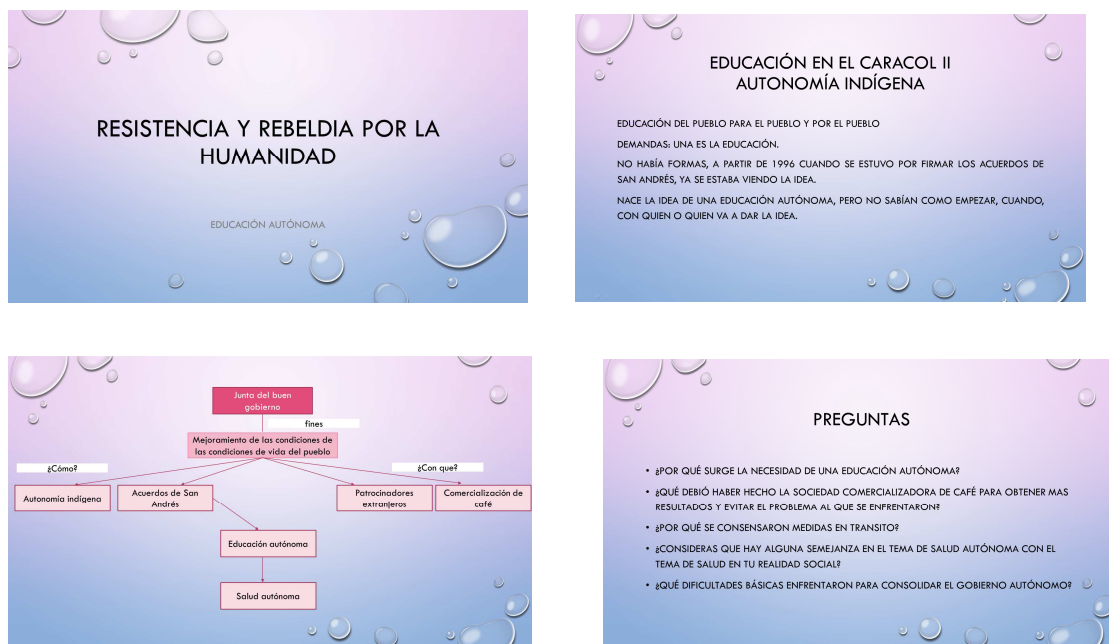 RESISTENCIA Y REBELDIA POR LA
HUMANIDAD
EDUCACIÓN AUTÓNOMA
EDUCACIÓN EN EL CARACOL II
AUTONOMÍA INDÍGENA
EDUCACIÓN DEL PUEBLO PARA EL PUEBLO Y POR EL PUEBLO
DEMANDAS: UNA ES LA EDUCACIÓN.
NO HABÍA FORMAS, A PARTIR DE 1996 CUANDO SE ESTUVO POR FIRMAR LOS ACUERDOS DE
SAN ANDRÉS, YA SE ESTABA VIENDO LA IDEA.
NACE LA IDEA DE UNA EDUCACIÓN AUTÓNOMA, PERO NO SABÍAN COMO EMPEZAR, CUANDO,
CON QUIEN O QUIEN VA A DAR LA IDEA.
Junta del buen
gobierno
fines
Mejoramiento de las condiciones de
las condiciones de vida del pueblo
¿Cómo?
¿Con que?
Autonomía indígena
Acuerdos de San
Andrés
Patrocinadores
extranjeros
Comercialización de
café
Educación autónoma
Salud autónoma
PREGUNTAS
• ¿POR QUÉ SURGE LA NECESIDAD DE UNA EDUCACIÓN AUTÓNOMA?
• ¿QUÉ DEBIÓ HABER HECHO LA SOCIEDAD COMERCIALIZADORA DE CAFÉ PARA OBTENER MAS
RESULTADOS Y EVITAR EL PROBLEMA AL QUE SE ENFRENTARON?
• ¿POR QUÉ SE CONSENSARON MEDIDAS EN TRANSITO?
• ¿CONSIDERAS QUE HAY ALGUNA SEMEJANZA EN EL TEMA DE SALUD AUTÓNOMA CON EL
TEMA DE SALUD EN TU REALIDAD SOCIAL?
• ¿QUÉ DIFICULTADES BÁSICAS ENFRENTARON PARA CONSOLIDAR EL GOBIERNO AUTÓNOMO?